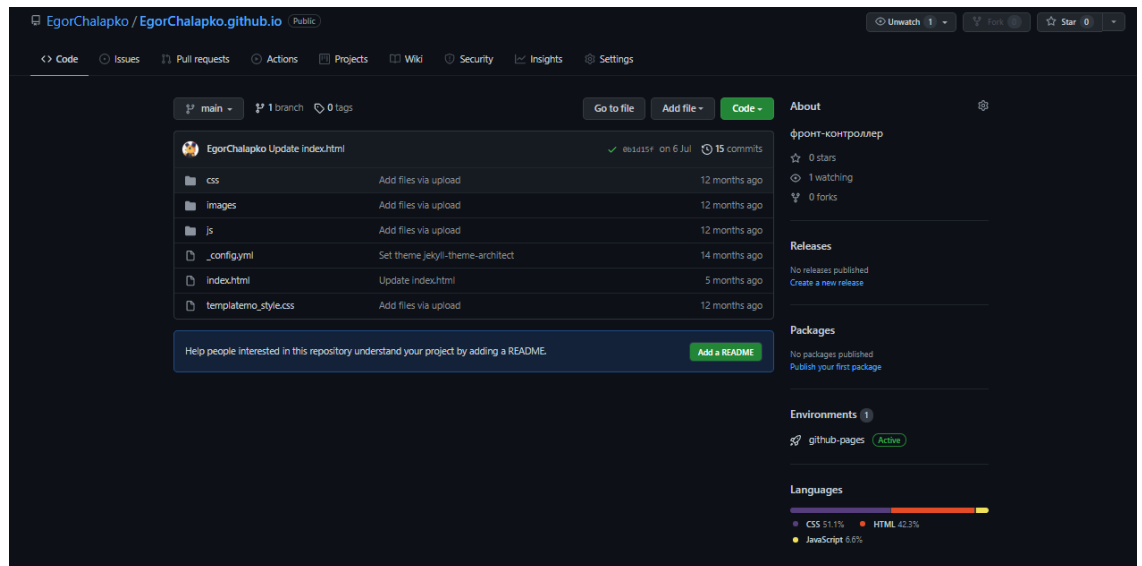 EgorChalapko / EgorChalapko.github.io Public
Unwatch 1 Fork 0 Star 0
<> Code Issues Pull requests Actions Projects Wiki Security Insights Settings
main 1 branch 0 tags Go to file Add file Code
EgorChalapko Update index.html 0b1d15f on 6 Jul 15 commits
css Add files via upload 12 months ago
images Add files via upload 12 months ago
js Add files via upload 12 months ago
_config.yml Set theme jekyll-theme-architect 14 months ago
index.html Update index.html 5 months ago
templatemo_style.css Add files via upload 12 months ago
Help people interested in this repository understand your project by adding a README. Add a README
About
фронт-контроллер
0 stars
1 watching
0 forks
Releases
No releases published
Create a new release
Packages
No packages published
Publish your first package
Environments 1
github-pages Active
Languages
CSS 51.1% HTML 42.3%
JavaScript 6.6%